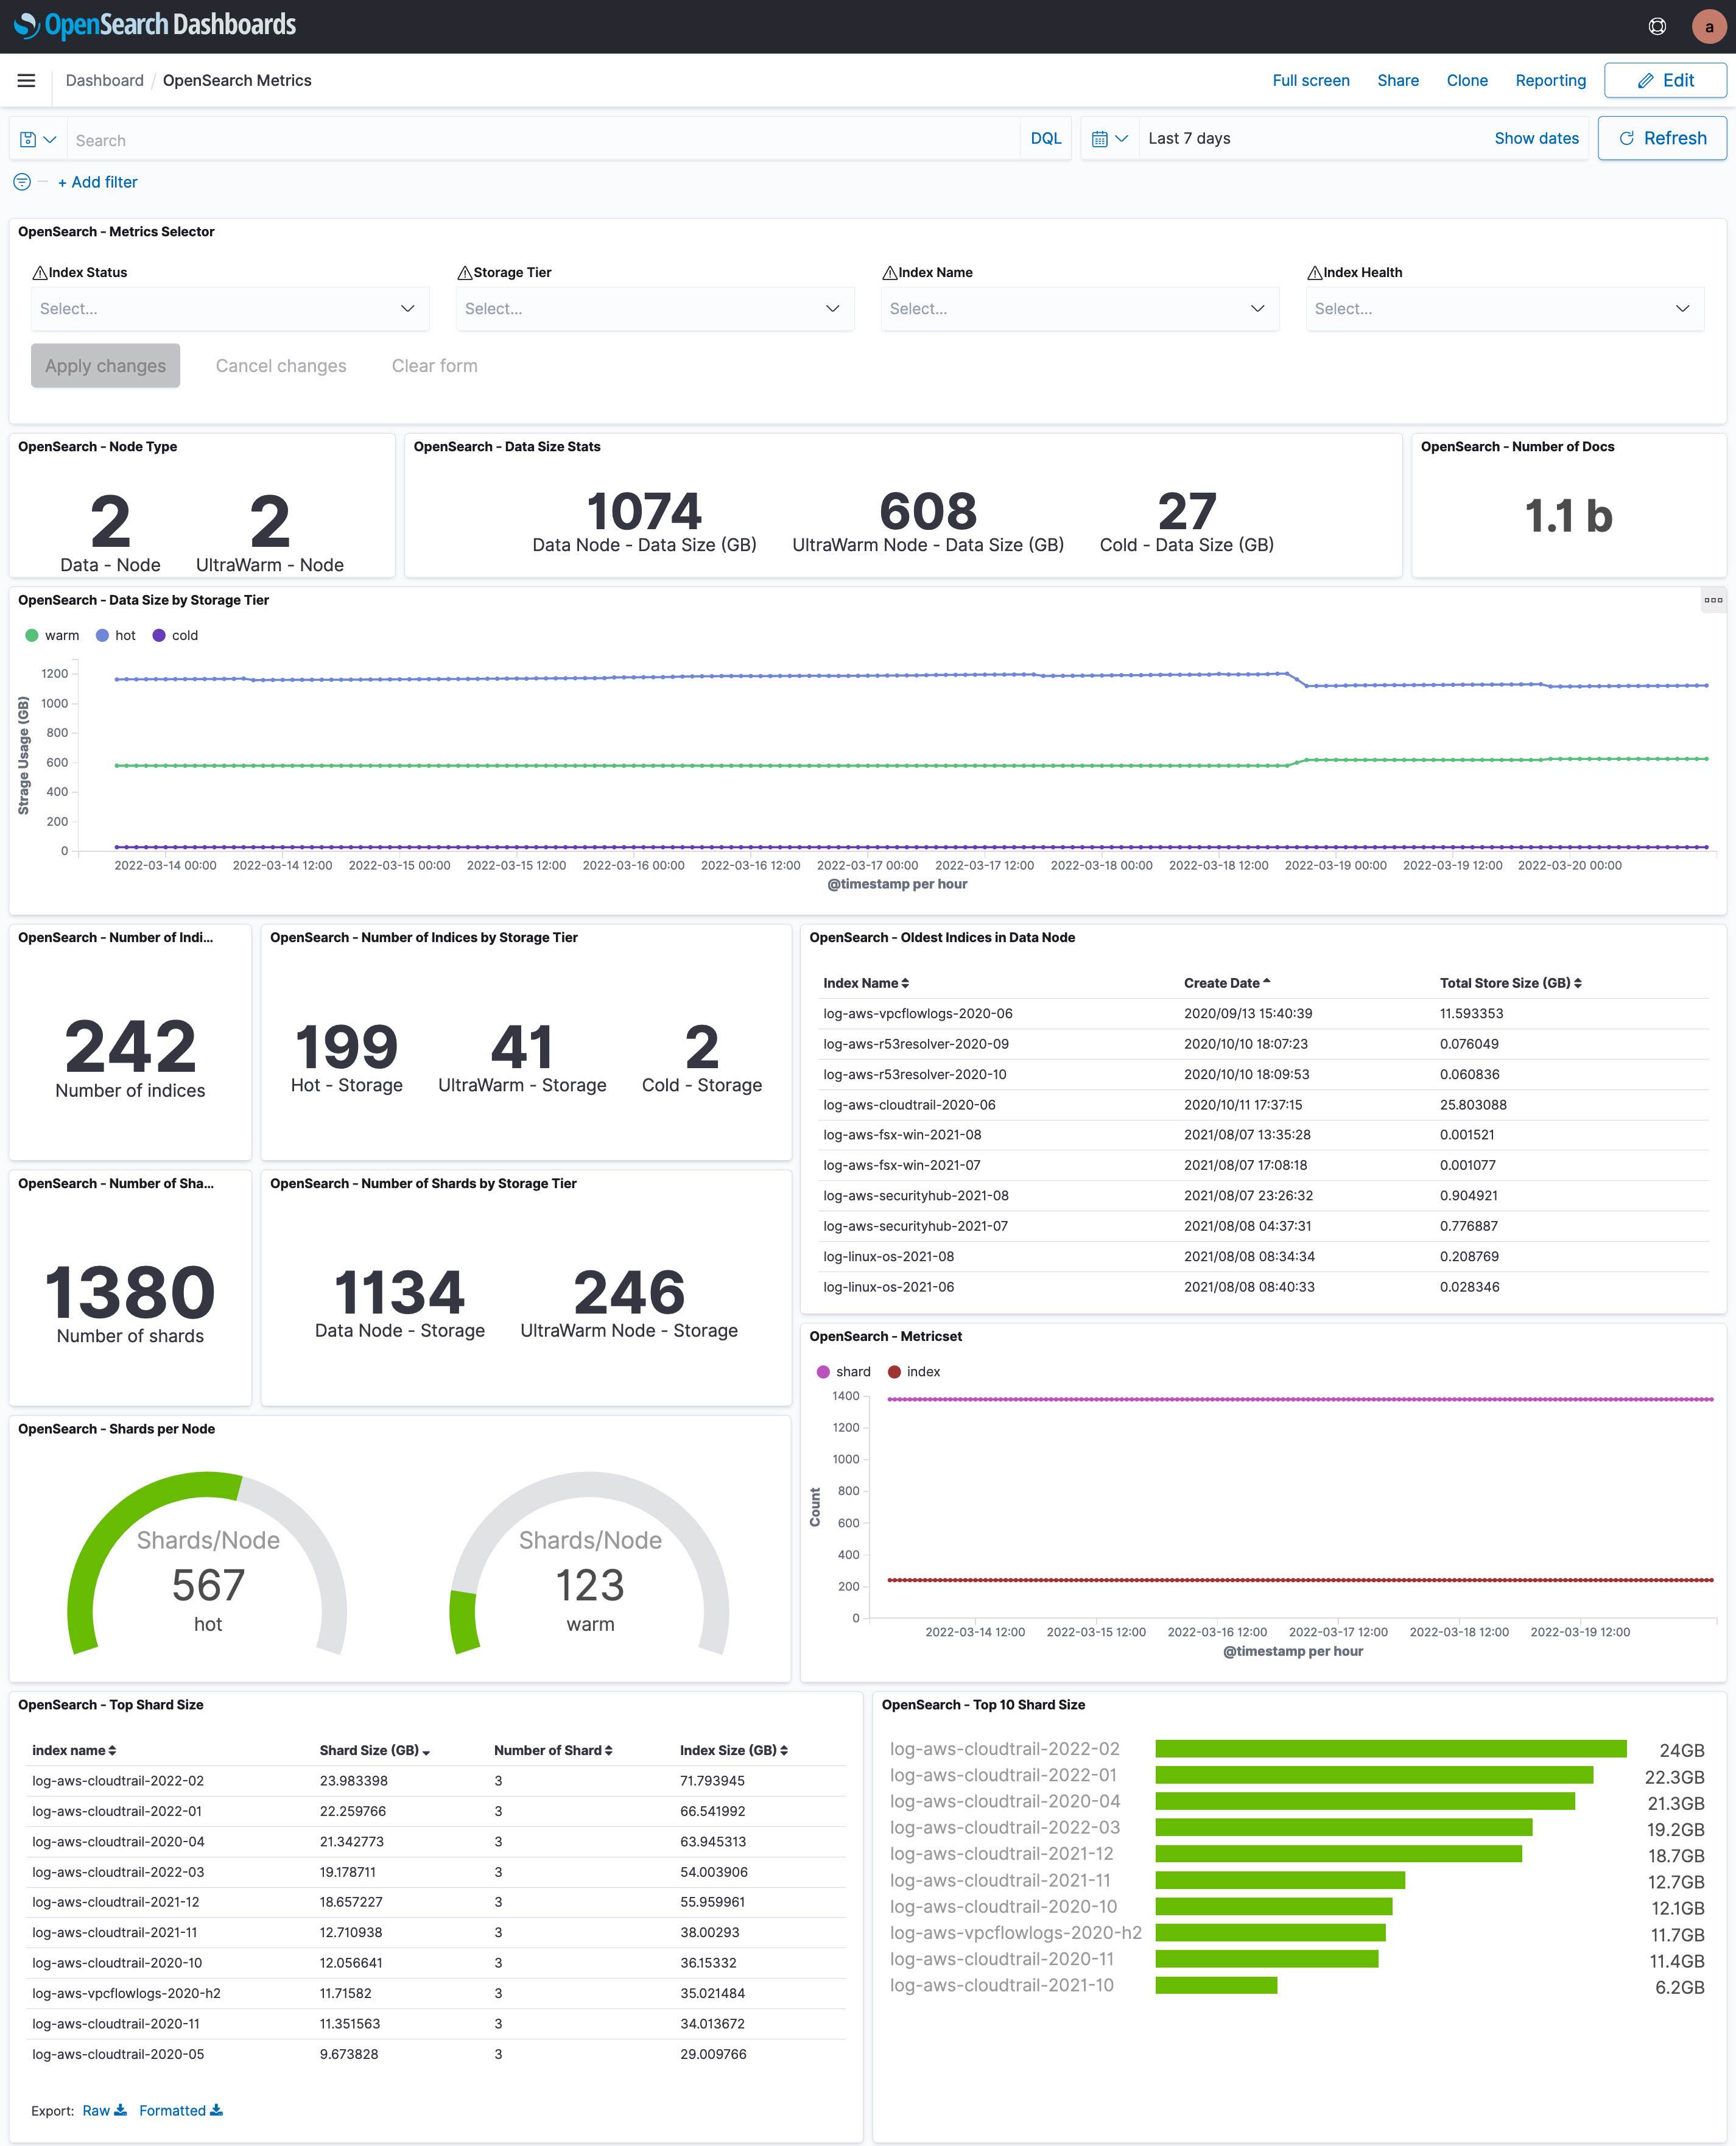 OpenSearch Dashboards
a
Dashboard / OpenSearch Metrics
Full screen Share Clone Reporting Edit
Search DQL Last 7 days Show dates Refresh
+ Add filter
OpenSearch - Metrics Selector
Index Status Storage Tier Index Name Index Health
Select... Select... Select... Select...
Apply changes Cancel changes Clear form
OpenSearch - Node Type
2 2
Data - Node UltraWarm - Node
OpenSearch - Data Size Stats
1074 608 27
Data Node - Data Size (GB) UltraWarm Node - Data Size (GB) Cold - Data Size (GB)
OpenSearch - Number of Docs
1.1 b
OpenSearch - Data Size by Storage Tier
warm hot cold
Strage Usage (GB)
1200
1000
800
600
400
200
0
2022-03-14 00:00 2022-03-14 12:00 2022-03-15 00:00 2022-03-15 12:00 2022-03-16 00:00 2022-03-16 12:00 2022-03-17 00:00 2022-03-17 12:00 2022-03-18 00:00 2022-03-18 12:00 2022-03-19 00:00 2022-03-19 12:00 2022-03-20 00:00
@timestamp per hour
OpenSearch - Number of Indi...
242
Number of indices
OpenSearch - Number of Indices by Storage Tier
199 41 2
Hot - Storage UltraWarm - Storage Cold - Storage
OpenSearch - Number of Sha...
1380
Number of shards
OpenSearch - Number of Shards by Storage Tier
1134 246
Data Node - Storage UltraWarm Node - Storage
OpenSearch - Oldest Indices in Data Node
Index Name Create Date Total Store Size (GB)
log-aws-vpcflowlogs-2020-06 2020/09/13 15:40:39 11.593353
log-aws-r53resolver-2020-09 2020/10/10 18:07:23 0.076049
log-aws-r53resolver-2020-10 2020/10/10 18:09:53 0.060836
log-aws-cloudtrail-2020-06 2020/10/11 17:37:15 25.803088
log-aws-fsx-win-2021-08 2021/08/07 13:35:28 0.001521
log-aws-fsx-win-2021-07 2021/08/07 17:08:18 0.001077
log-aws-securityhub-2021-08 2021/08/07 23:26:32 0.904921
log-aws-securityhub-2021-07 2021/08/08 04:37:31 0.776887
log-linux-os-2021-08 2021/08/08 08:34:34 0.208769
log-linux-os-2021-06 2021/08/08 08:40:33 0.028346
OpenSearch - Shards per Node
Shards/Node Shards/Node
567 123
hot warm
OpenSearch - Metricset
shard index
Count
1400
1200
1000
800
600
400
200
0
2022-03-14 12:00 2022-03-15 12:00 2022-03-16 12:00 2022-03-17 12:00 2022-03-18 12:00 2022-03-19 12:00
@timestamp per hour
OpenSearch - Top Shard Size
index name Shard Size (GB) Number of Shard Index Size (GB)
log-aws-cloudtrail-2022-02 23.983398 3 71.793945
log-aws-cloudtrail-2022-01 22.259766 3 66.541992
log-aws-cloudtrail-2020-04 21.342773 3 63.945313
log-aws-cloudtrail-2022-03 19.178711 3 54.003906
log-aws-cloudtrail-2021-12 18.657227 3 55.959961
log-aws-cloudtrail-2021-11 12.710938 3 38.00293
log-aws-cloudtrail-2020-10 12.056641 3 36.15332
log-aws-vpcflowlogs-2020-h2 11.71582 3 35.021484
log-aws-cloudtrail-2020-11 11.351563 3 34.013672
log-aws-cloudtrail-2020-05 9.673828 3 29.009766
Export: Raw Formatted
OpenSearch - Top 10 Shard Size
log-aws-cloudtrail-2022-02 24GB
log-aws-cloudtrail-2022-01 22.3GB
log-aws-cloudtrail-2020-04 21.3GB
log-aws-cloudtrail-2022-03 19.2GB
log-aws-cloudtrail-2021-12 18.7GB
log-aws-cloudtrail-2021-11 12.7GB
log-aws-cloudtrail-2020-10 12.1GB
log-aws-vpcflowlogs-2020-h2 11.7GB
log-aws-cloudtrail-2020-11 11.4GB
log-aws-cloudtrail-2021-10 6.2GB